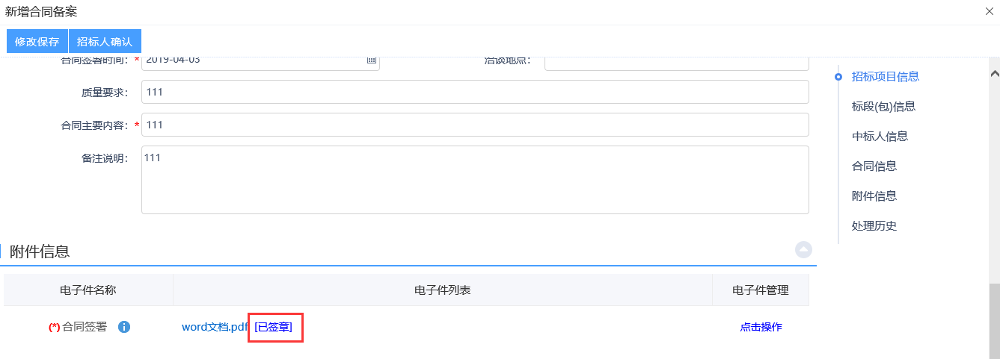 新增合同备案
修改保存 招标人确认
合同签署时间: * 2019-04-03 洽谈地点:
质量要求: 111
合同主要内容: * 111
备注说明: 111
招标项目信息
标段(包)信息
中标人信息
合同信息
附件信息
处理历史
附件信息
电子件名称 电子件列表 电子件管理
(*) 合同签署 word文档.pdf [已签章] 点击操作